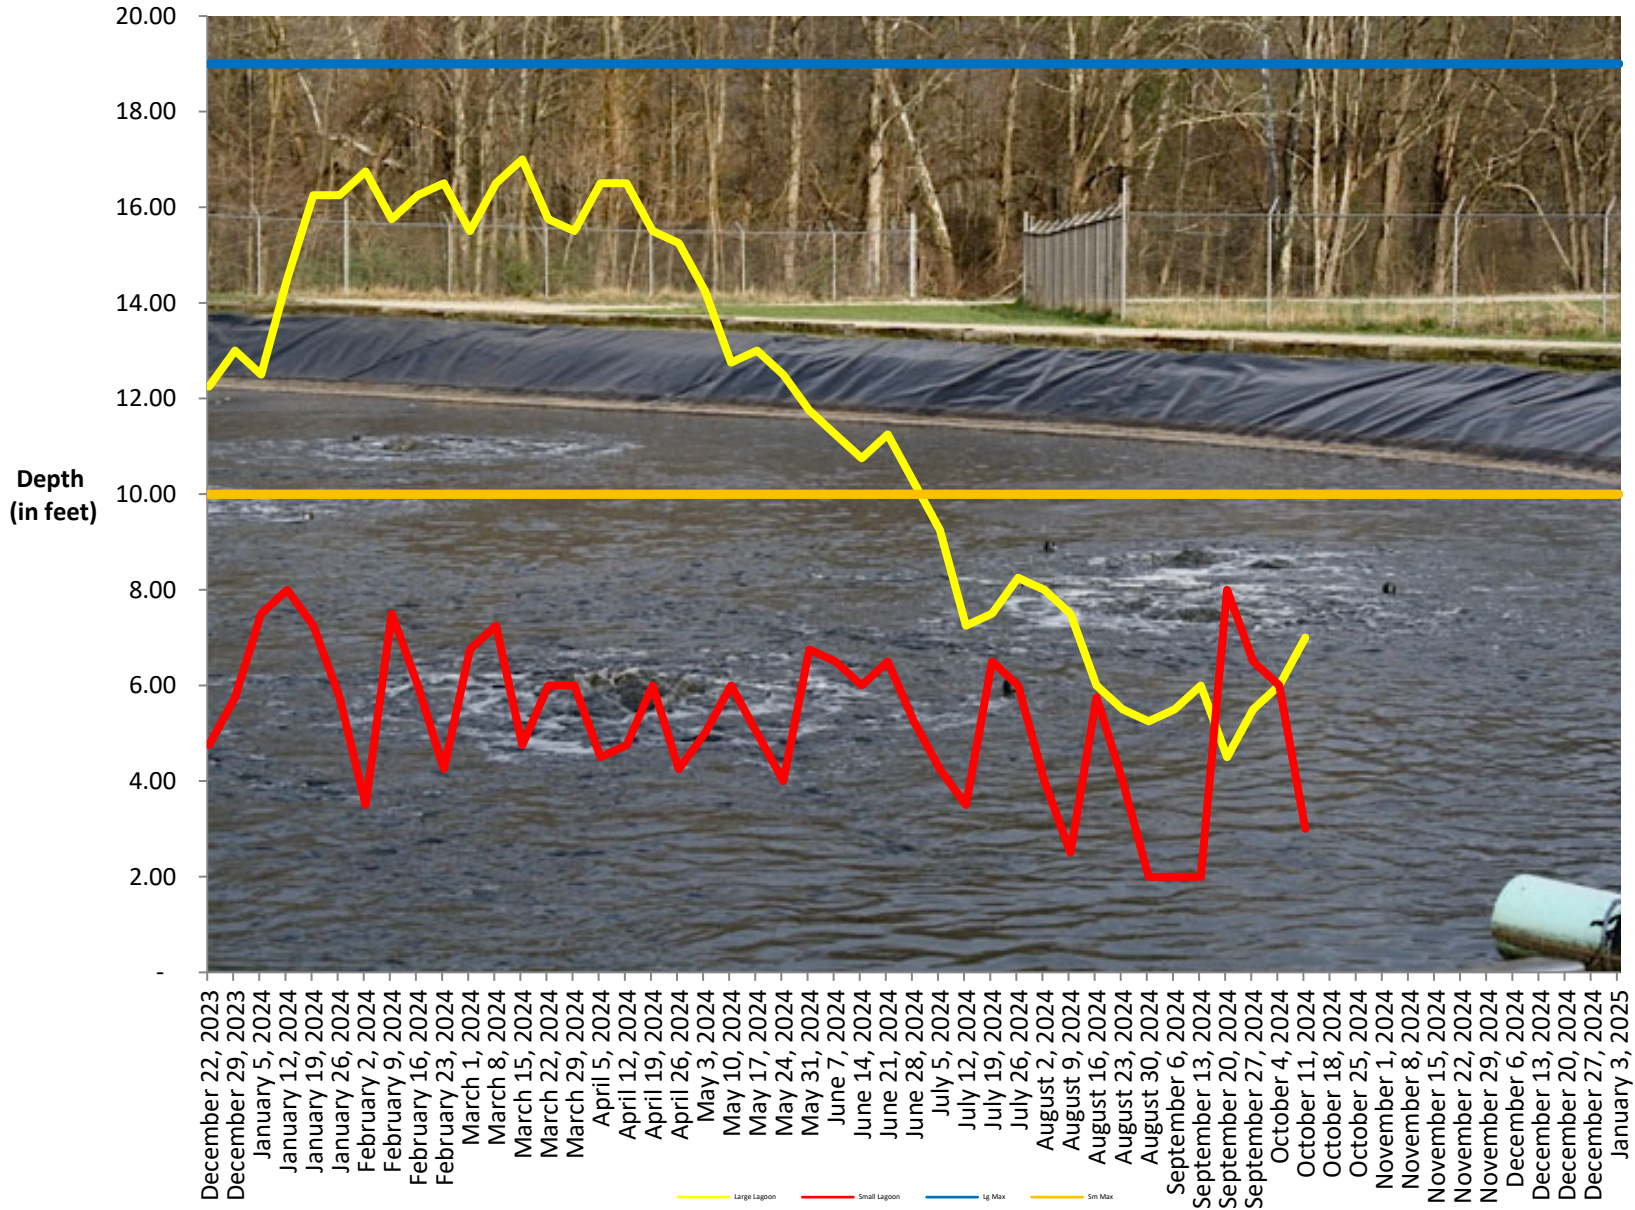 20.00
18.00
16.00
14.00
12.00
10.00
8.00
6.00
4.00
2.00
-
Depth
(in feet)
December 22, 2023
December 29, 2023
January 5, 2024
January 12, 2024
January 19, 2024
January 26, 2024
February 2, 2024
February 9, 2024
February 16, 2024
February 23, 2024
March 1, 2024
March 8, 2024
March 15, 2024
March 22, 2024
March 29, 2024
April 5, 2024
April 12, 2024
April 19, 2024
April 26, 2024
May 3, 2024
May 10, 2024
May 17, 2024
May 24, 2024
May 31, 2024
June 7, 2024
June 14, 2024
June 21, 2024
June 28, 2024
July 5, 2024
July 12, 2024
July 19, 2024
July 26, 2024
August 2, 2024
August 9, 2024
August 16, 2024
August 23, 2024
August 30, 2024
September 6, 2024
September 13, 2024
September 20, 2024
September 27, 2024
October 4, 2024
October 11, 2024
October 18, 2024
October 25, 2024
November 1, 2024
November 8, 2024
November 15, 2024
November 22, 2024
November 29, 2024
December 6, 2024
December 13, 2024
December 20, 2024
December 27, 2024
January 3, 2025
Large Lagoon
Small Lagoon
Lg Max
Sm Max